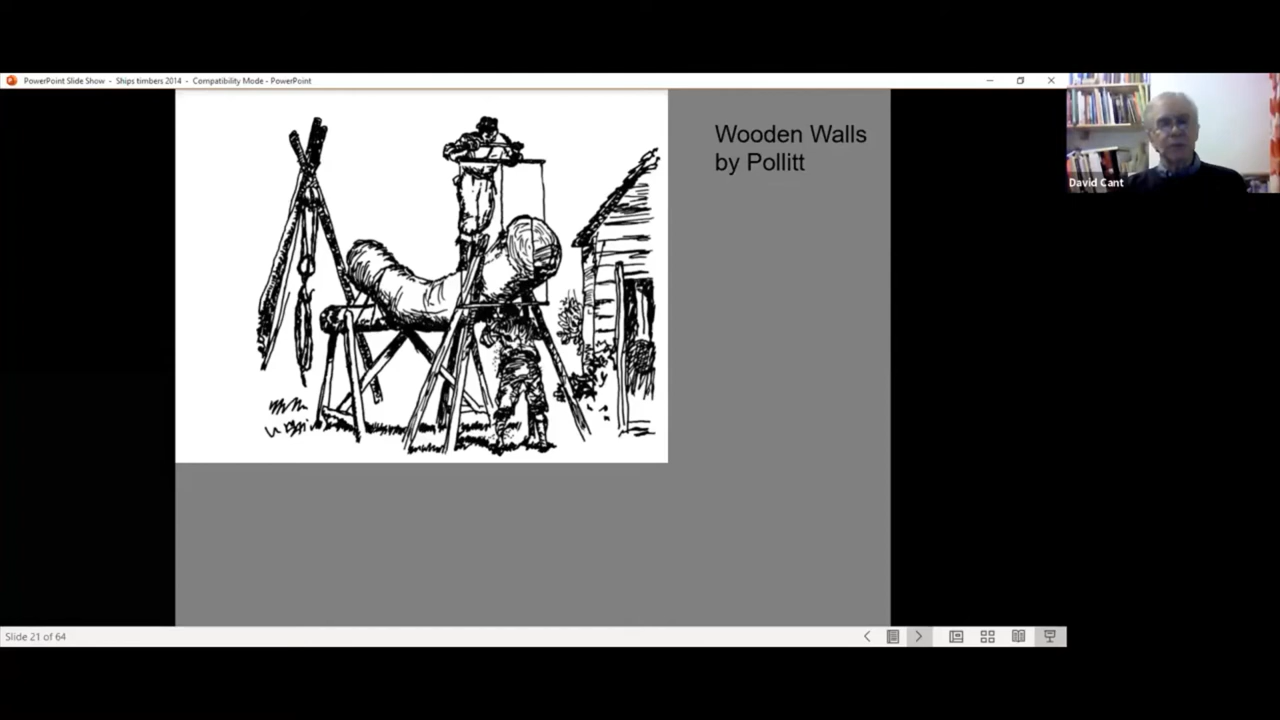 PowerPoint Slide Show - Ships timbers 2014 - Compatibility Mode - PowerPoint
Wooden Walls
by Pollitt
David Cant
Slide 21 of 64